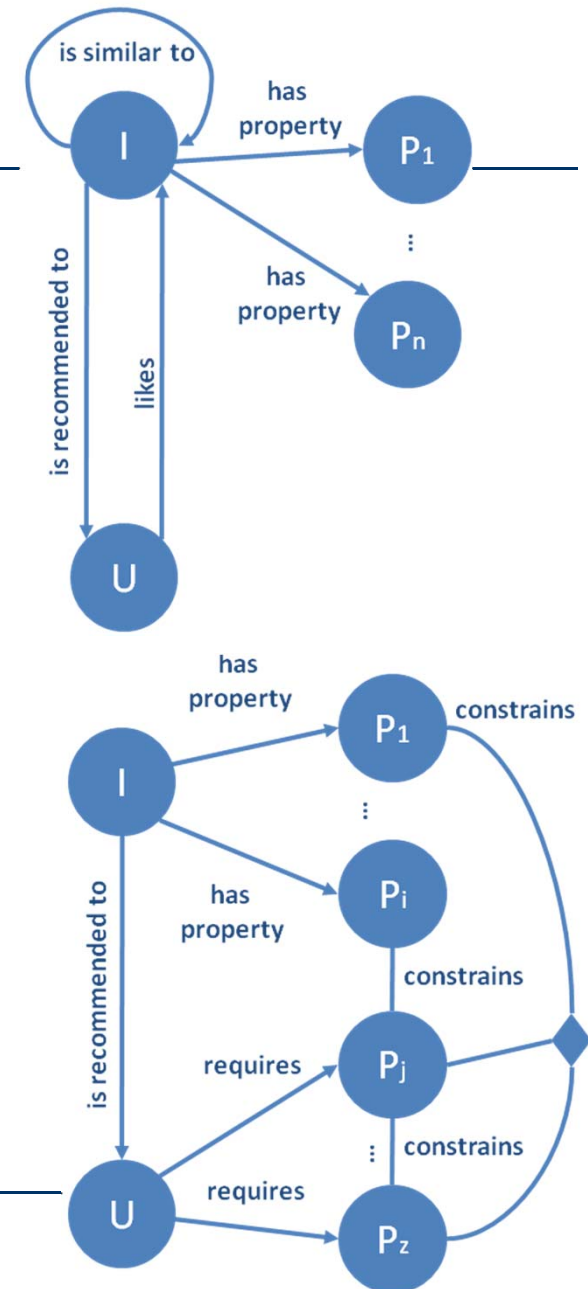 is similar to
I
has
property
P1
...
has
property
Pn
is recommended to
likes
U
has
property
P1
constrains
I
...
has
property
Pi
constrains
is recommended to
requires
Pj
...
constrains
requires
U
Pz